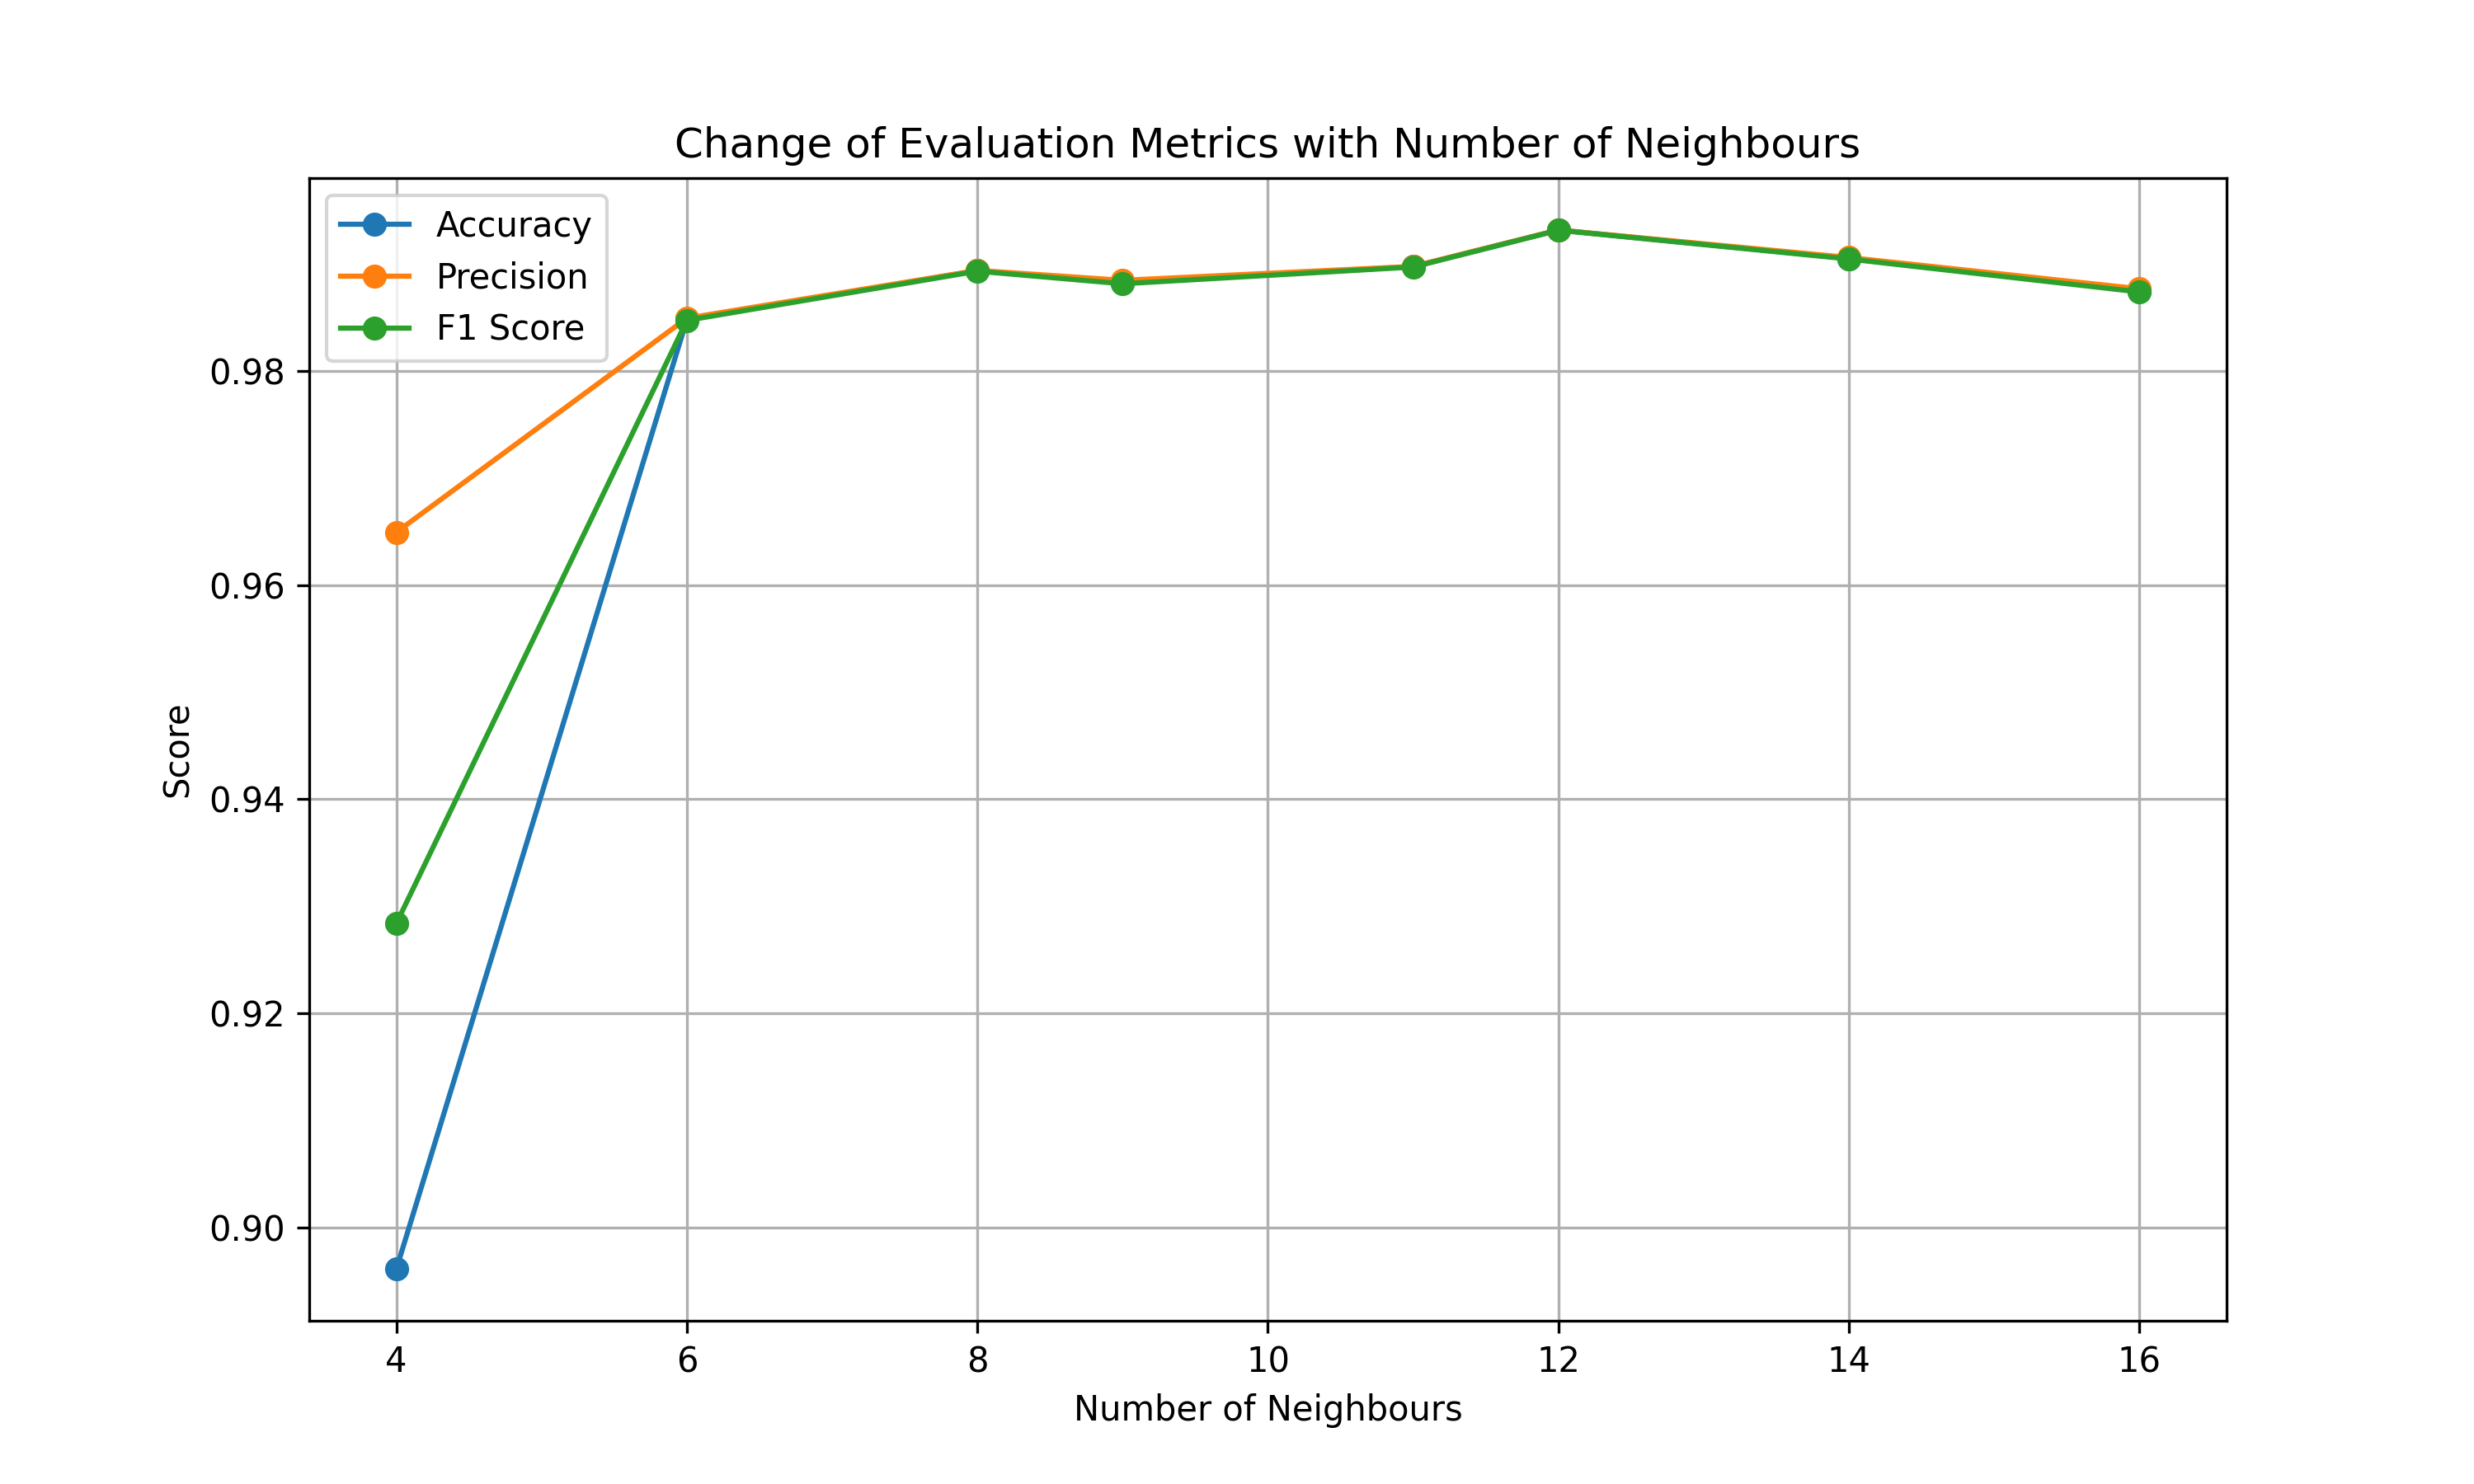 Change of Evaluation Metrics with Number of Neighbours
Accuracy
Precision
F1 Score
0.98
0.96
0.94
0.92
0.90
Score
4 6 8 10 12 14 16
Number of Neighbours